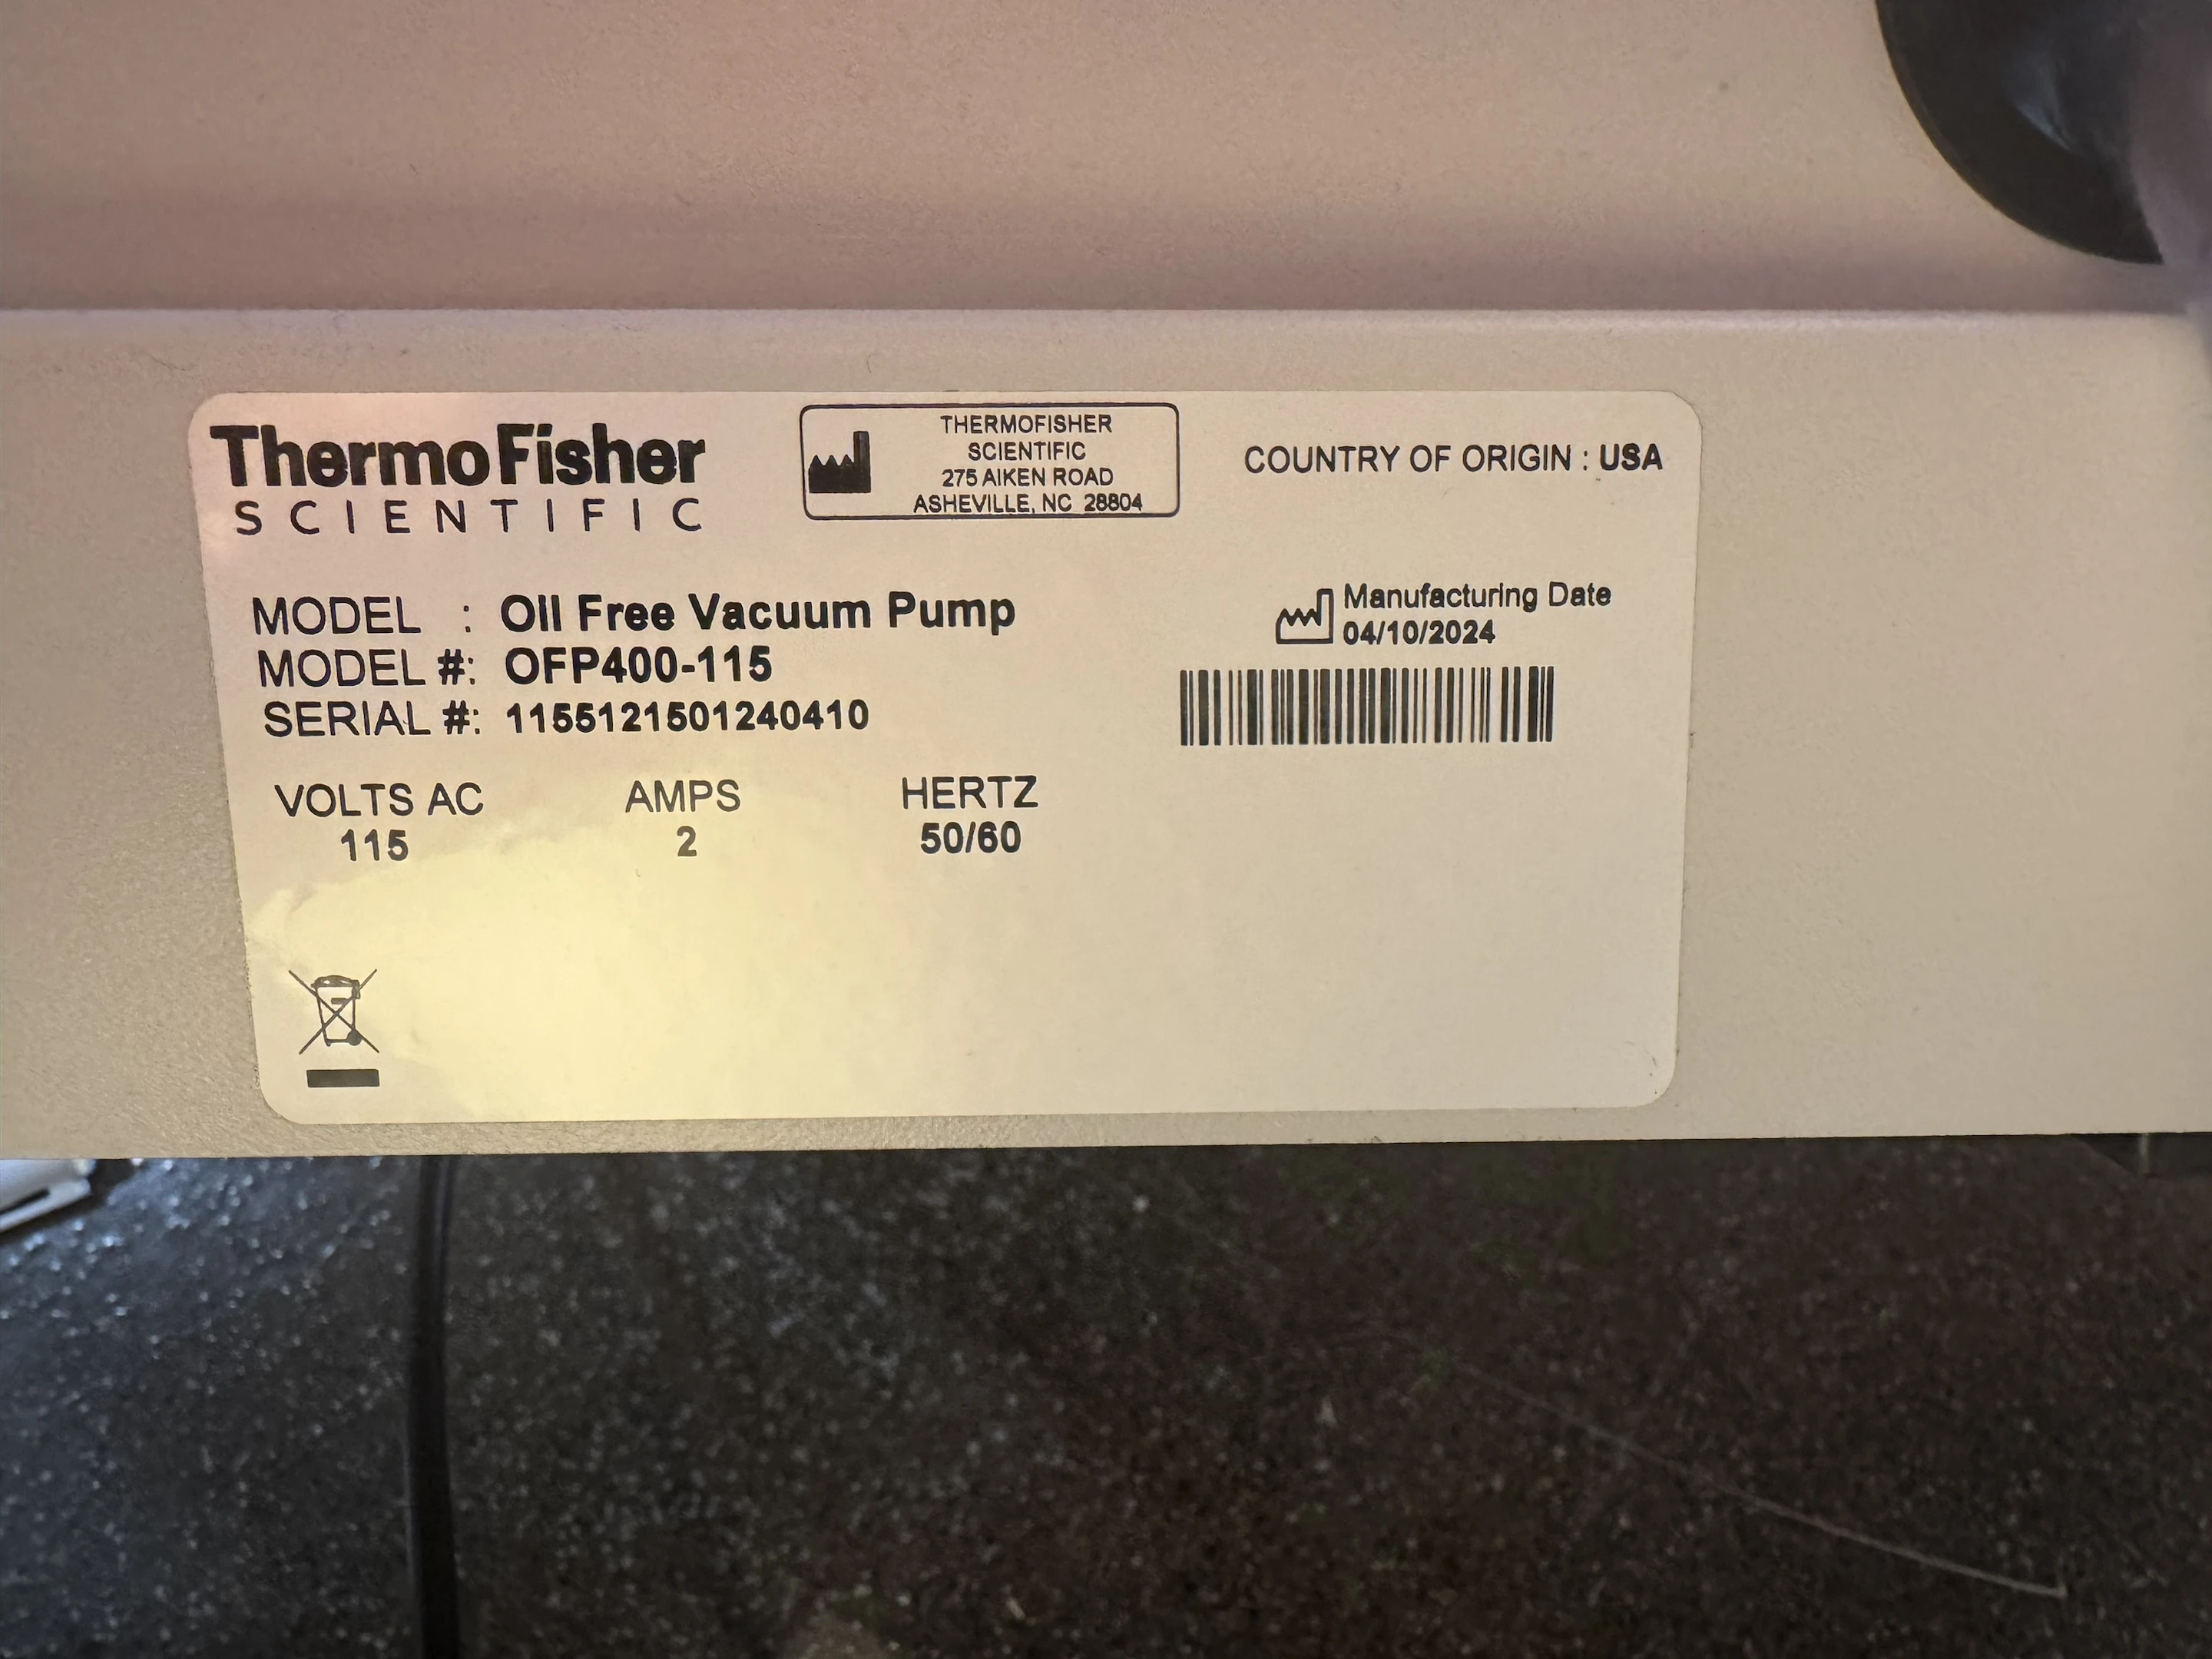 ThermoFisher
SCIENTIFIC
THERMOFISHER
SCIENTIFIC
275 AIKEN ROAD
ASHEVILLE, NC 28804
COUNTRY OF ORIGIN : USA
MODEL : Oil Free Vacuum Pump
MODEL #: OFP400-115
SERIAL #: 1155121501240410
Manufacturing Date
04/10/2024
VOLTS AC AMPS HERTZ
115 2 50/60